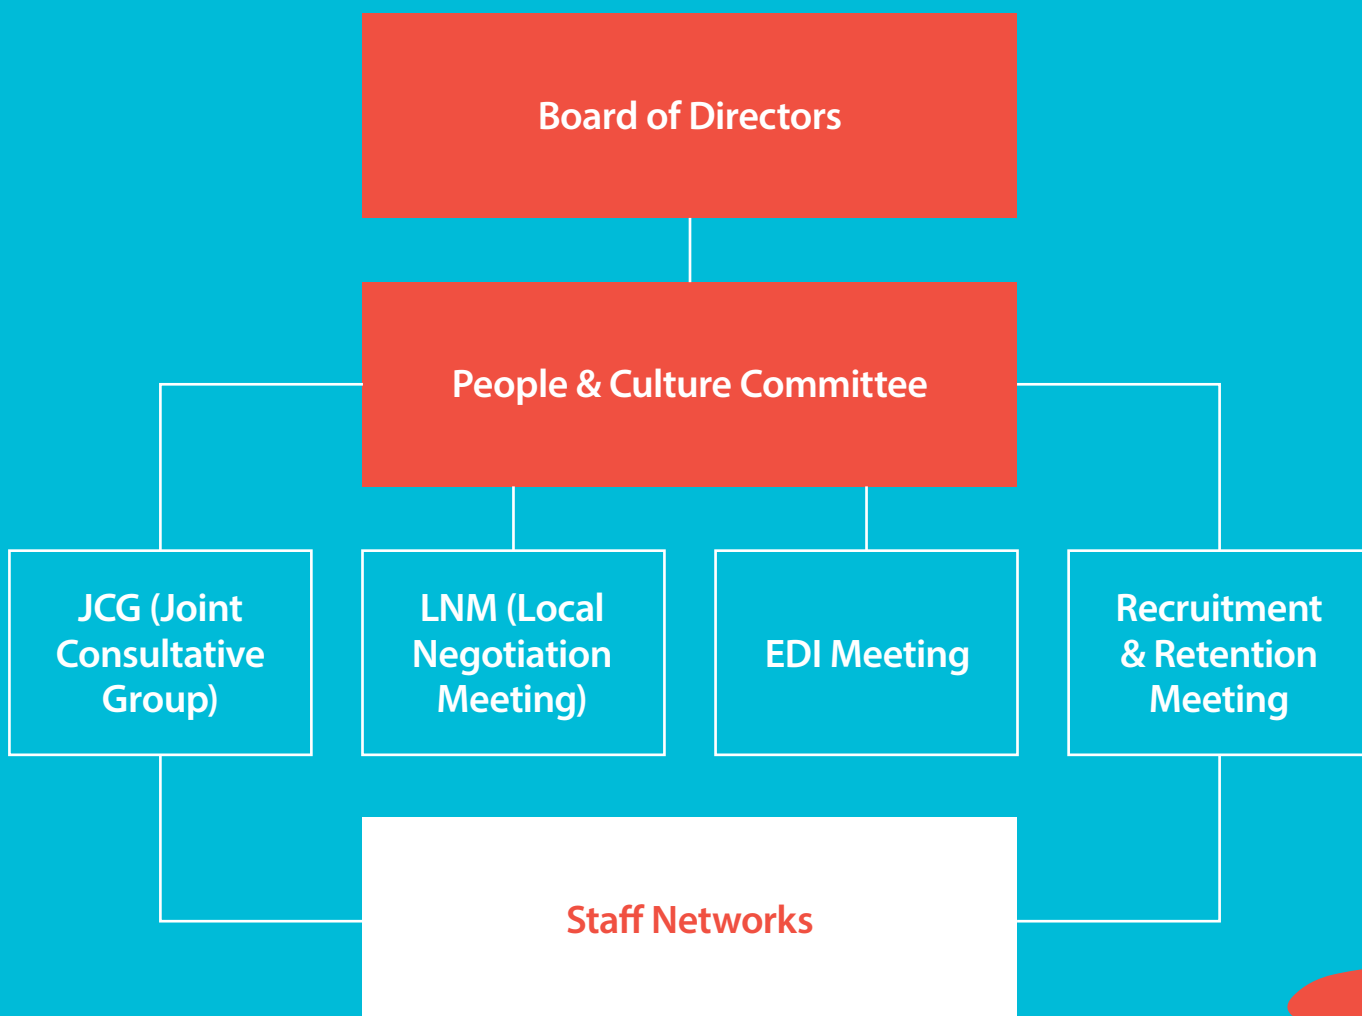 Board of Directors
People & Culture Committee
JCG (Joint
Consultative
Group)
LNM (Local
Negotiation
Meeting)
EDI Meeting
Recruitment
& Retention
Meeting
Staff Networks